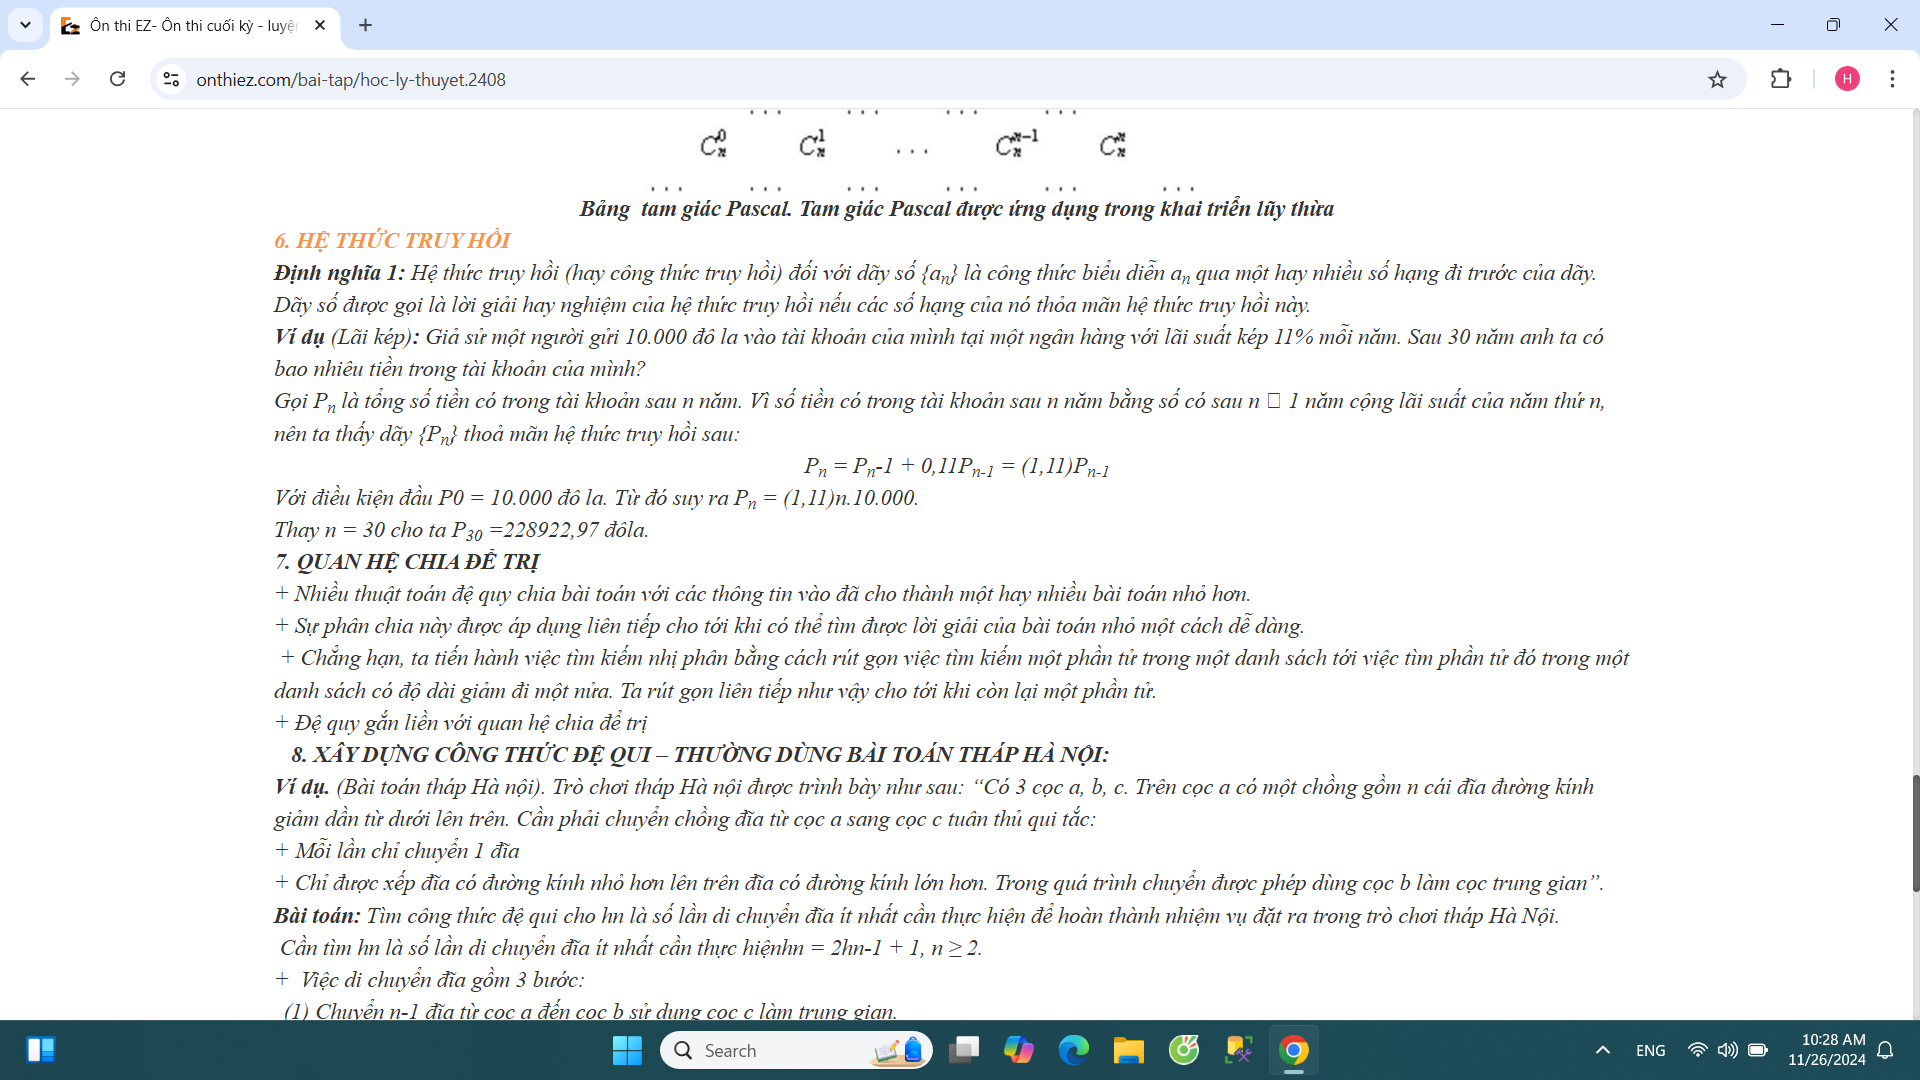 Ôn thi EZ- Ôn thi cuối kỳ - luyện
onthiez.com/bai-tap/hoc-ly-thuyet.2408
H
... ... ... ...
C_n^0 C_n^1 ... C_n^{n-1} C_n^n
... ... ... ... ... ...
Bảng tam giác Pascal. Tam giác Pascal được ứng dụng trong khai triển lũy thừa
6. HỆ THỨC TRUY HỒI
Định nghĩa 1: Hệ thức truy hồi (hay công thức truy hồi) đối với dãy số {a_n} là công thức biểu diễn a_n qua một hay nhiều số hạng đi trước của dãy.
Dãy số được gọi là lời giải hay nghiệm của hệ thức truy hồi nếu các số hạng của nó thỏa mãn hệ thức truy hồi này.
Ví dụ (Lãi kép): Giả sử một người gửi 10.000 đô la vào tài khoản của mình tại một ngân hàng với lãi suất kép 11% mỗi năm. Sau 30 năm anh ta có
bao nhiêu tiền trong tài khoản của mình?
Gọi P_n là tổng số tiền có trong tài khoản sau n năm. Vì số tiền có trong tài khoản sau n năm bằng số có sau n □ 1 năm cộng lãi suất của năm thứ n,
nên ta thấy dãy {P_n} thoả mãn hệ thức truy hồi sau:
P_n = P_n-1 + 0,11P_{n-1} = (1,11)P_{n-1}
Với điều kiện đầu P0 = 10.000 đô la. Từ đó suy ra P_n = (1,11)n.10.000.
Thay n = 30 cho ta P_30 =228922,97 đôla.
7. QUAN HỆ CHIA ĐỂ TRỊ
+ Nhiều thuật toán đệ quy chia bài toán với các thông tin vào đã cho thành một hay nhiều bài toán nhỏ hơn.
+ Sự phân chia này được áp dụng liên tiếp cho tới khi có thể tìm được lời giải của bài toán nhỏ một cách dễ dàng.
+ Chẳng hạn, ta tiến hành việc tìm kiếm nhị phân bằng cách rút gọn việc tìm kiếm một phần tử trong một danh sách tới việc tìm phần tử đó trong một
danh sách có độ dài giảm đi một nửa. Ta rút gọn liên tiếp như vậy cho tới khi còn lại một phần tử.
+ Đệ quy gắn liền với quan hệ chia để trị
8. XÂY DỰNG CÔNG THỨC ĐỆ QUI – THƯỜNG DÙNG BÀI TOÁN THÁP HÀ NỘI:
Ví dụ. (Bài toán tháp Hà nội). Trò chơi tháp Hà nội được trình bày như sau: “Có 3 cọc a, b, c. Trên cọc a có một chồng gồm n cái đĩa đường kính
giảm dần từ dưới lên trên. Cần phải chuyển chồng đĩa từ cọc a sang cọc c tuân thủ qui tắc:
+ Mỗi lần chỉ chuyển 1 đĩa
+ Chỉ được xếp đĩa có đường kính nhỏ hơn lên trên đĩa có đường kính lớn hơn. Trong quá trình chuyển được phép dùng cọc b làm cọc trung gian”.
Bài toán: Tìm công thức đệ qui cho hn là số lần di chuyển đĩa ít nhất cần thực hiện để hoàn thành nhiệm vụ đặt ra trong trò chơi tháp Hà Nội.
Cần tìm hn là số lần di chuyển đĩa ít nhất cần thực hiệnhn = 2hn-1 + 1, n ≥ 2.
+ Việc di chuyển đĩa gồm 3 bước:
(1) Chuyển n-1 đĩa từ cọc a đến cọc b sử dụng cọc c làm trung gian.
Search
ENG
10:28 AM
11/26/2024